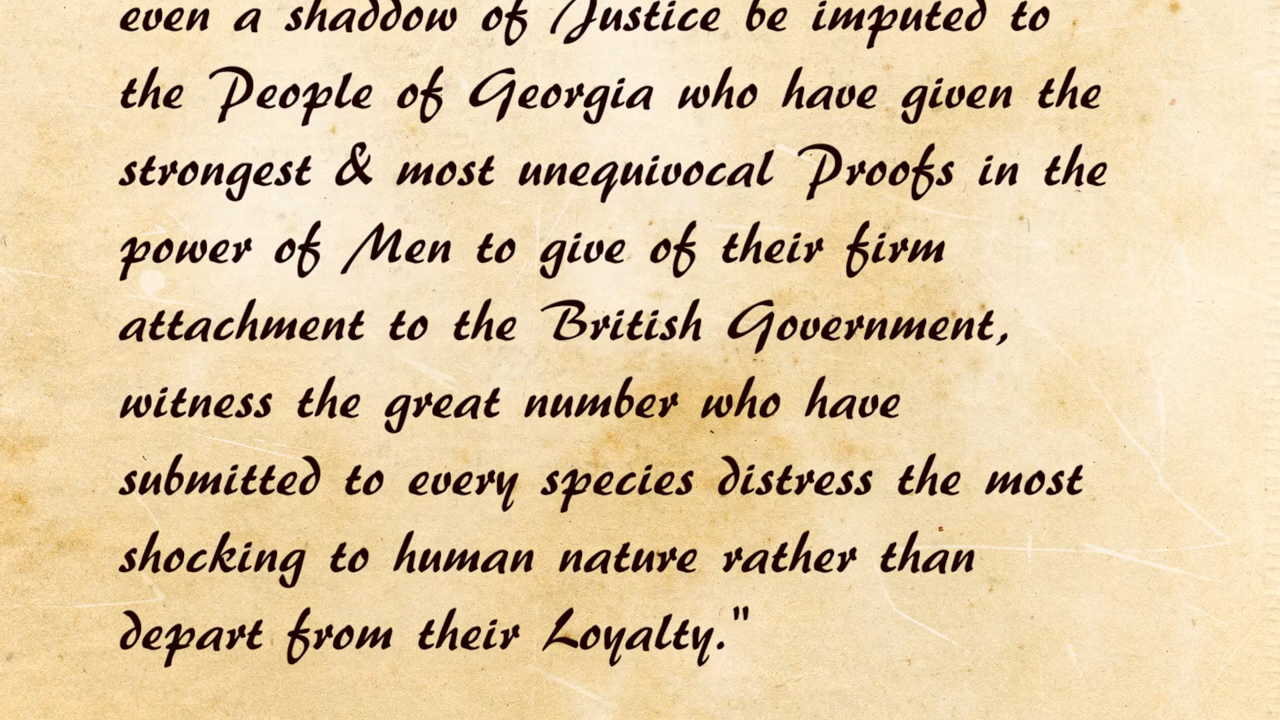 even a shaddow of Justice be imputed to
the People of Georgia who have given the
strongest & most unequivocal Proofs in the
power of Men to give of their firm
attachment to the British Government,
witness the great number who have
submitted to every species distress the most
shocking to human nature rather than
depart from their Loyalty."